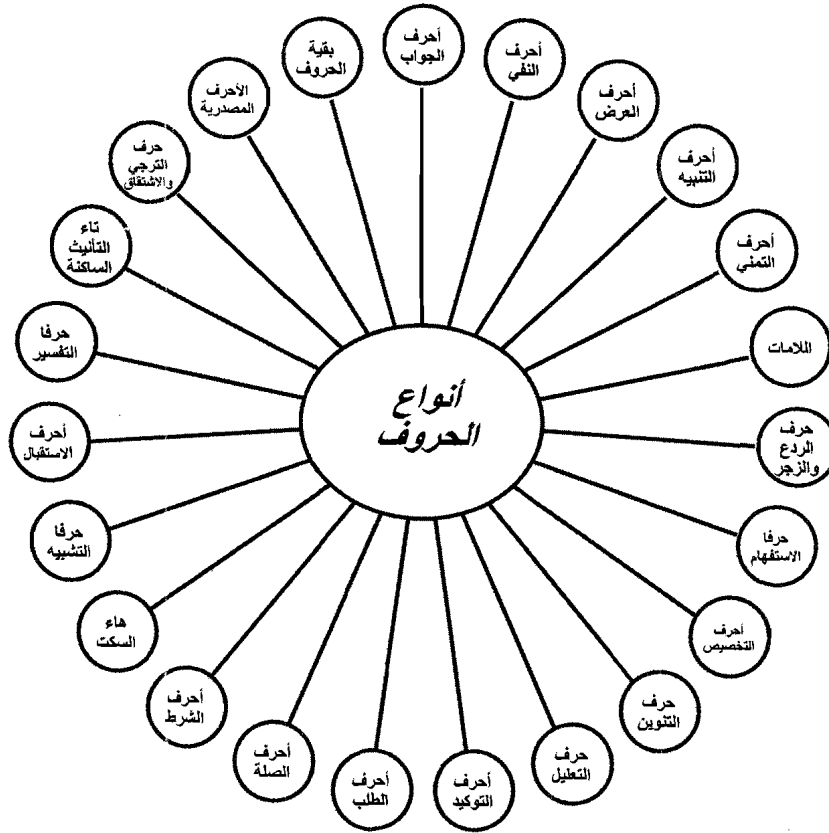 أنواع
الحروف
أحرف
الجواب
أحرف
النفي
أحرف
العرض
أحرف
التنبيه
أحرف
التمني
اللامات
حرف
الردع
والزجر
حرفا
الاستفهام
أحرف
التخصيص
حرف
التنوين
حرف
التعليل
أحرف
التوكيد
أحرف
الطلب
أحرف
الصلة
أحرف
الشرط
هاء
السكت
حرفا
التشبيه
أحرف
الاستقبال
حرفا
التفسير
تاء
التأنيث
الساكنة
حرف
الترجي
والاشتقاق
الأحرف
المصدرية
بقية
الحروف